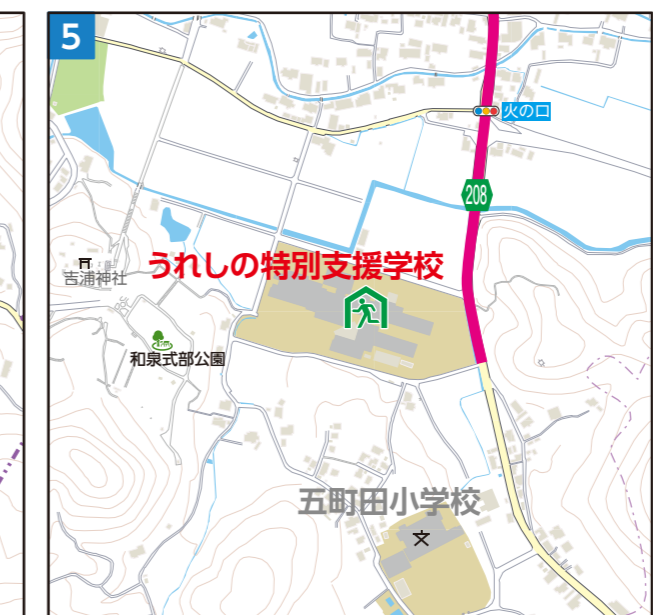 5
火の口
208
うれしの特別支援学校
吉浦神社
和泉式部公園
五町田小学校
文